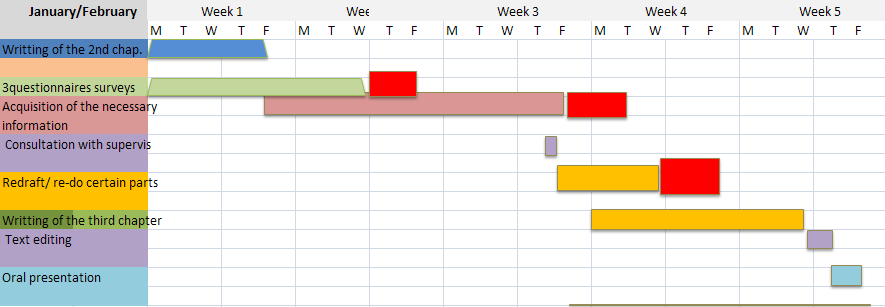 January/February Week 1 Wee Week 3 Week 4 Week 5
M T W T F M T W T F M T W T F M T W T F M T W T F
Writting of the 2nd chap.
3questionnaires surveys
Acquisition of the necessary
information
Consultation with supervis
Redraft/ re-do certain parts
Writting of the third chapter
Text editing
Oral presentation